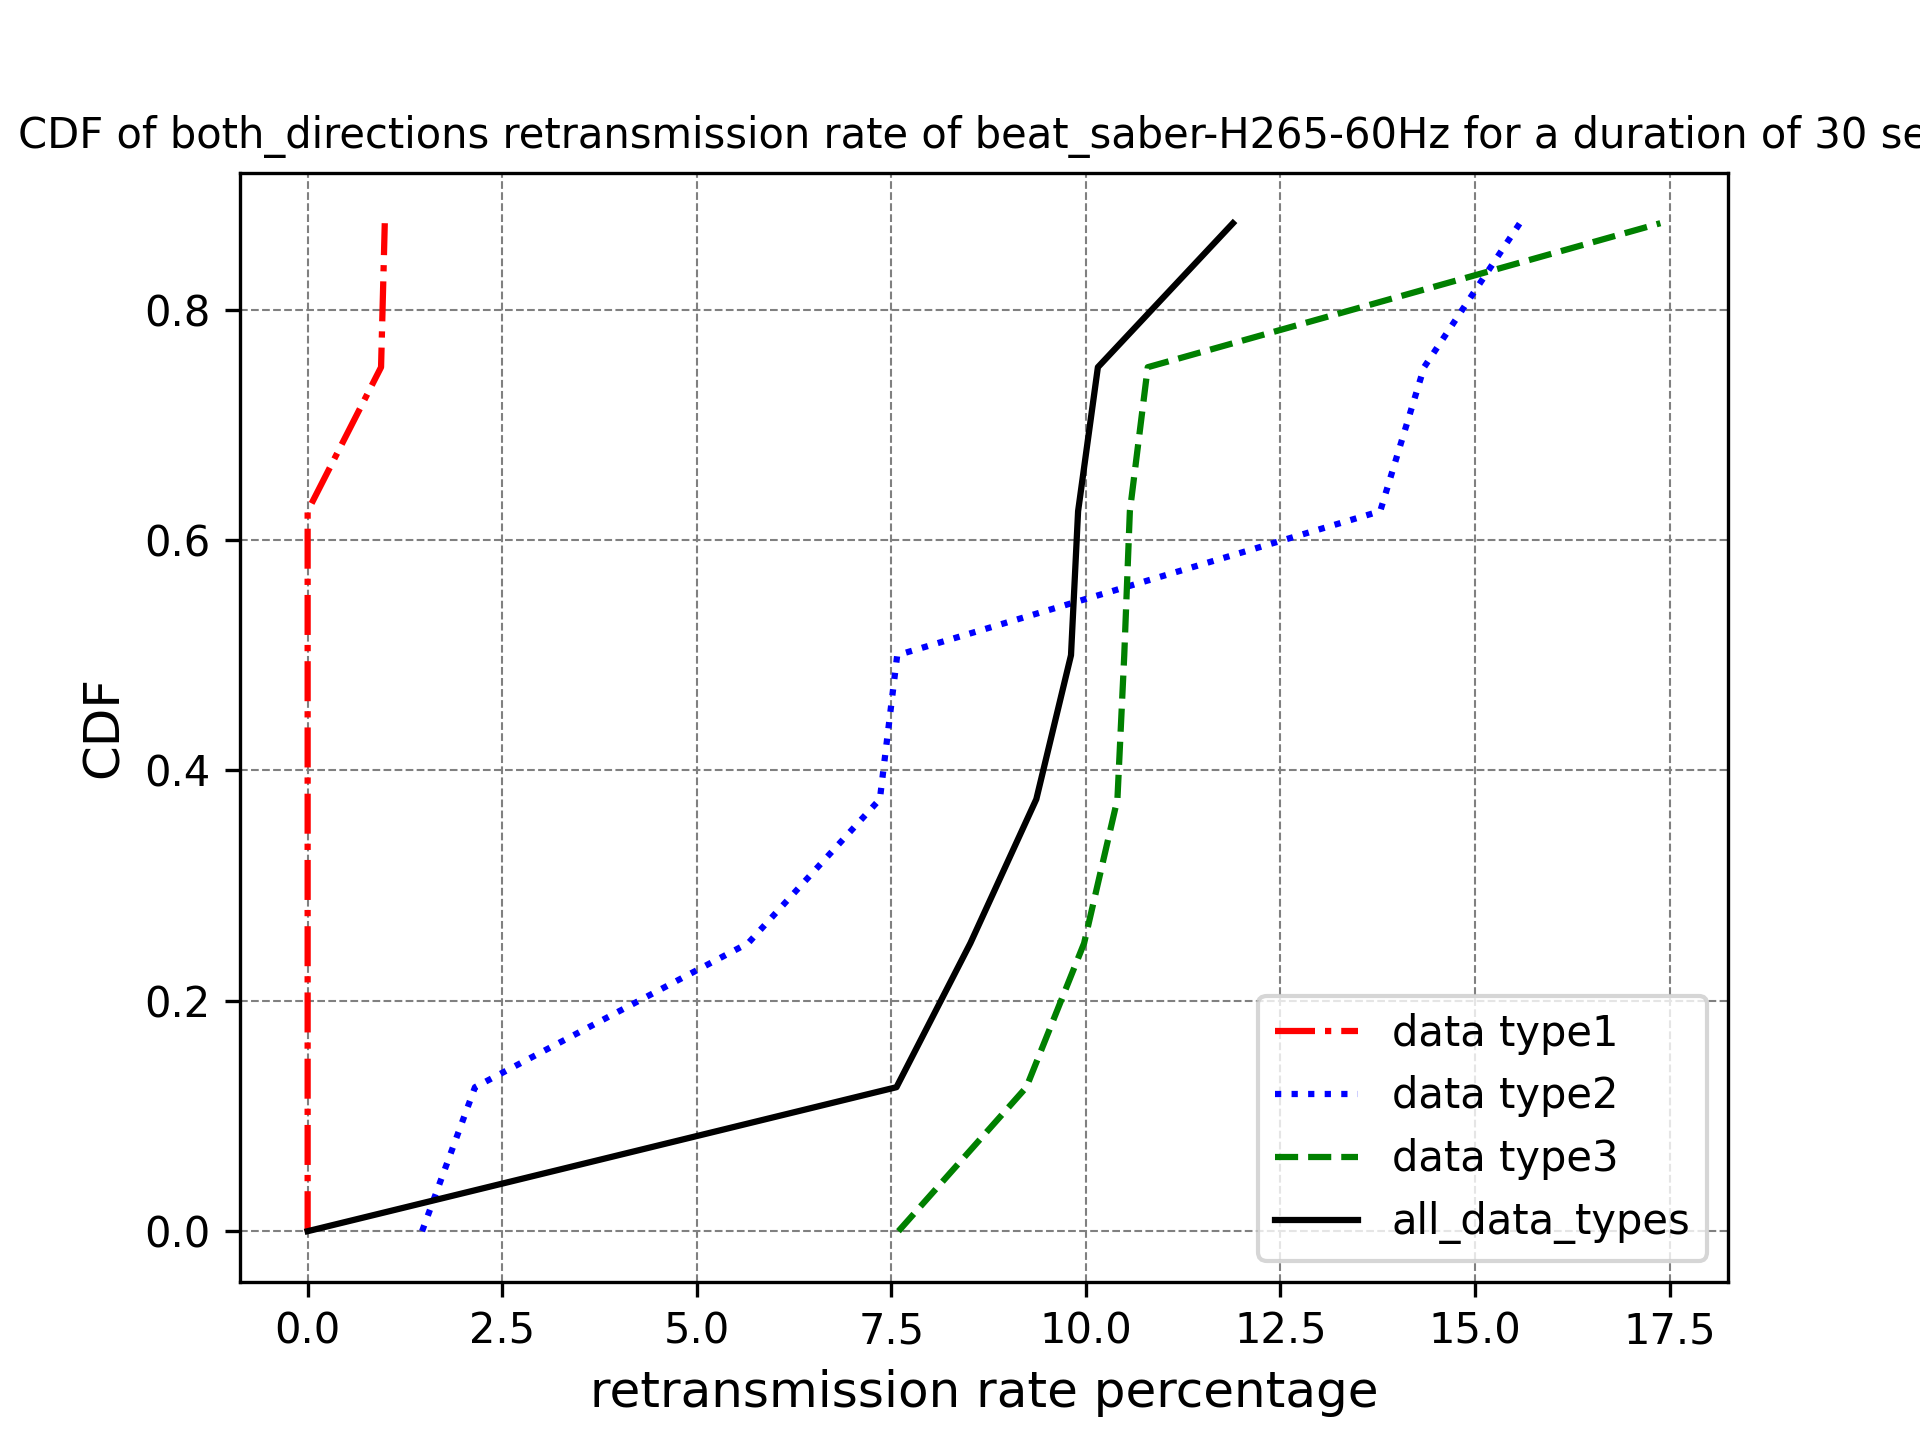 CDF of both_directions retransmission rate of beat_saber-H265-60Hz for a duration of 30 se
0.8
0.6
0.4
0.2
0.0
CDF
data type1
data type2
data type3
all_data_types
0.0 2.5 5.0 7.5 10.0 12.5 15.0 17.5
retransmission rate percentage